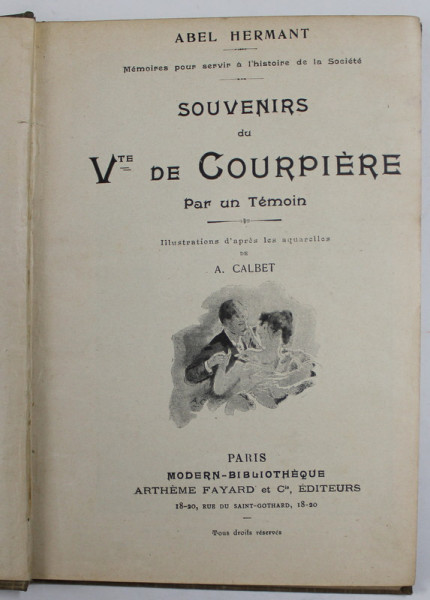 ABEL HERMANT
Mémoires pour servir à l'histoire de la Société
SOUVENIRS
du
VTE DE COURPIÈRE
Par un Témoin
Illustrations d'après les aquarelles
DE
A. CALBET
PARIS
MODERN-BIBLIOTHÈQUE
ARTHÈME FAYARD et Cie, ÉDITEURS
18-20, RUE DU SAINT-GOTHARD, 18-20
Tous droits réservés